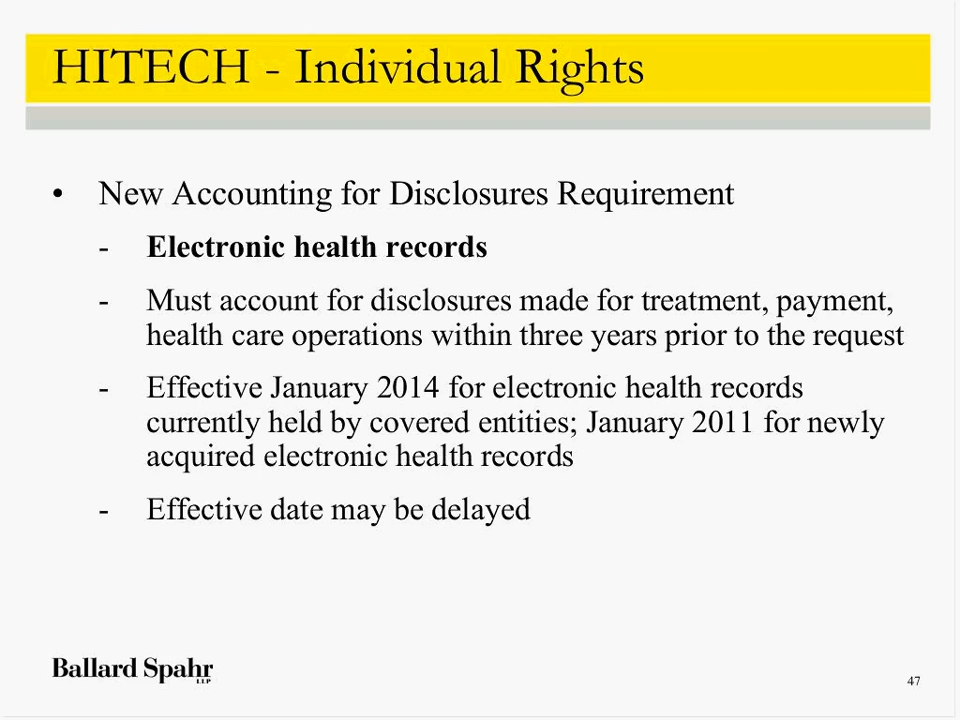 HITECH - Individual Rights
• New Accounting for Disclosures Requirement
- Electronic health records
- Must account for disclosures made for treatment, payment,
health care operations within three years prior to the request
- Effective January 2014 for electronic health records
currently held by covered entities; January 2011 for newly
acquired electronic health records
- Effective date may be delayed
Ballard Spahr
LLP
47